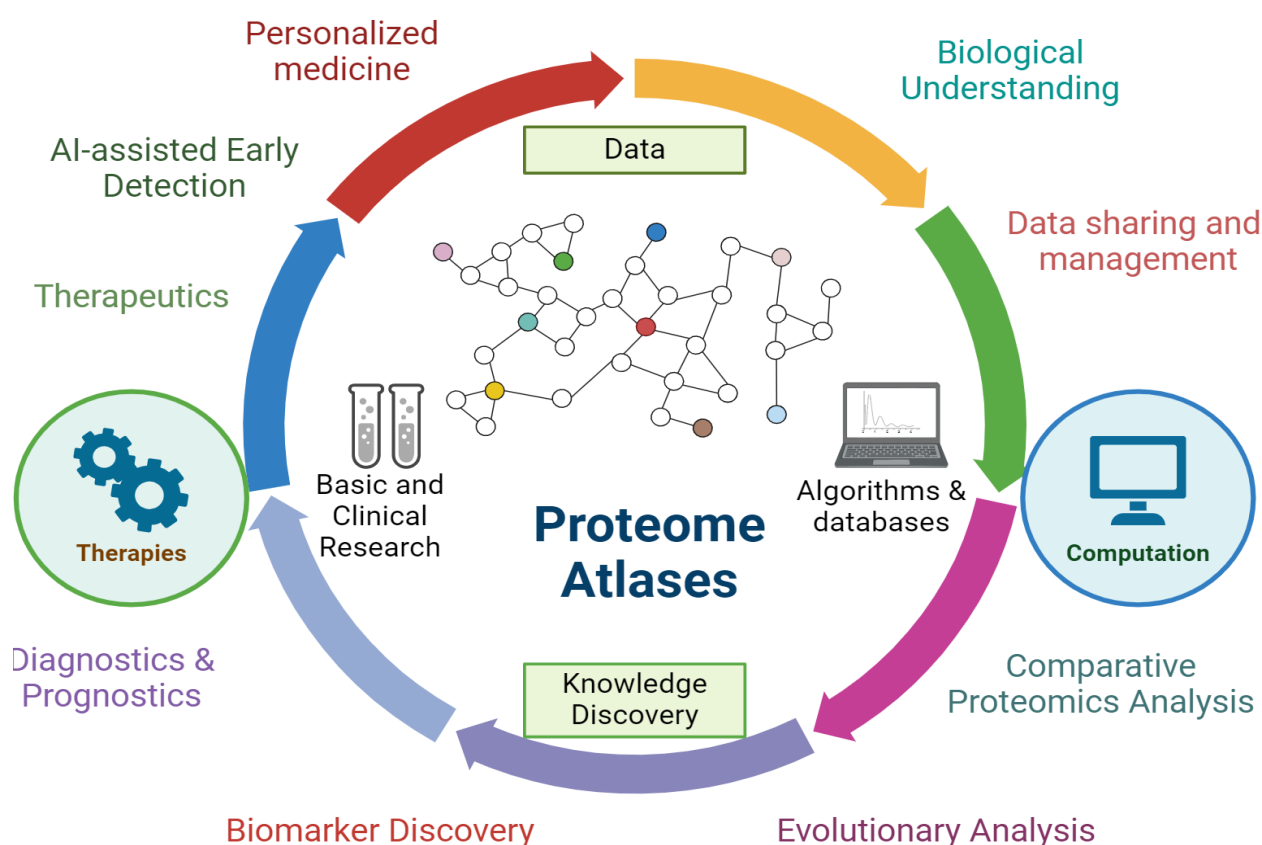 Personalized
medicine
Biological
Understanding
Data
AI-assisted Early
Detection
Data sharing and
management
Therapeutics
Therapies
Basic and
Clinical
Research
Proteome
Atlases
Algorithms &
databases
Computation
Diagnostics &
Prognostics
Knowledge
Discovery
Comparative
Proteomics Analysis
Biomarker Discovery
Evolutionary Analysis